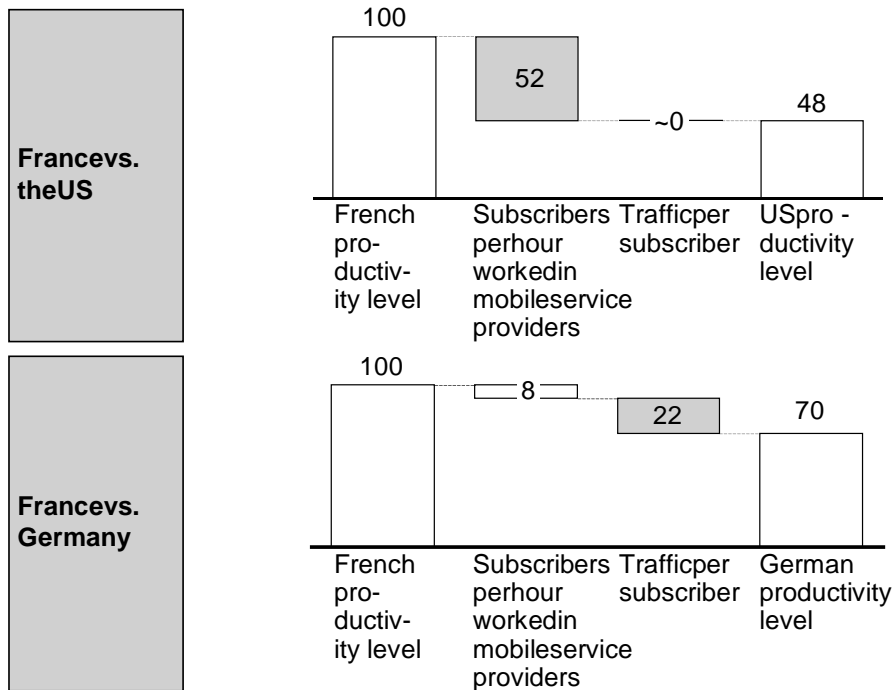 Francevs.
theUS
100
52
~0
48
French
pro-
ductiv-
ity level
Subscribers
perhour
workedin
mobileservice
providers
Trafficper
subscriber
USpro -
ductivity
level
Francevs.
Germany
100
8
22
70
French
pro-
ductiv-
ity level
Subscribers
perhour
workedin
mobileservice
providers
Trafficper
subscriber
German
productivity
level